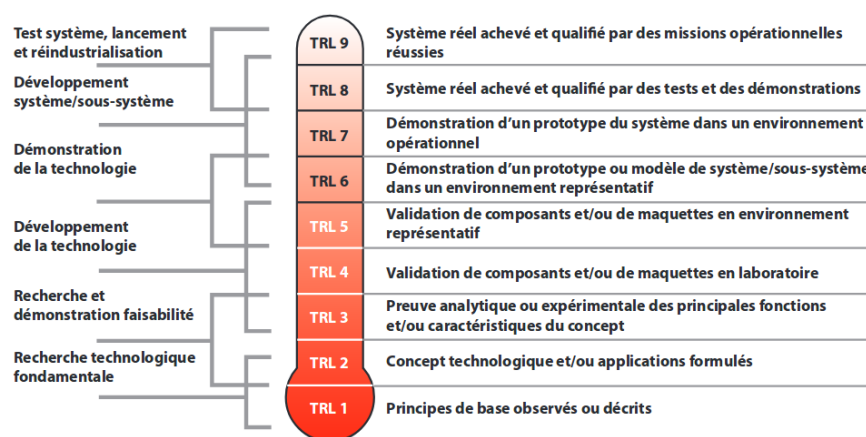 Test système, lancement
et réindustrialisation
Développement
système/sous-système
Démonstration
de la technologie
Développement
de la technologie
Recherche et
démonstration faisabilité
Recherche technologique
fondamentale
TRL 9
TRL 8
TRL 7
TRL 6
TRL 5
TRL 4
TRL 3
TRL 2
TRL 1
Système réel achevé et qualifié par des missions opérationnelles
réussies
Système réel achevé et qualifié par des tests et des démonstrations
Démonstration d'un prototype du système dans un environnement
opérationnel
Démonstration d'un prototype ou modèle de système/sous-système
dans un environnement représentatif
Validation de composants et/ou de maquettes en environnement
représentatif
Validation de composants et/ou de maquettes en laboratoire
Preuve analytique ou expérimentale des principales fonctions
et/ou caractéristiques du concept
Concept technologique et/ou applications formulés
Principes de base observés ou décrits